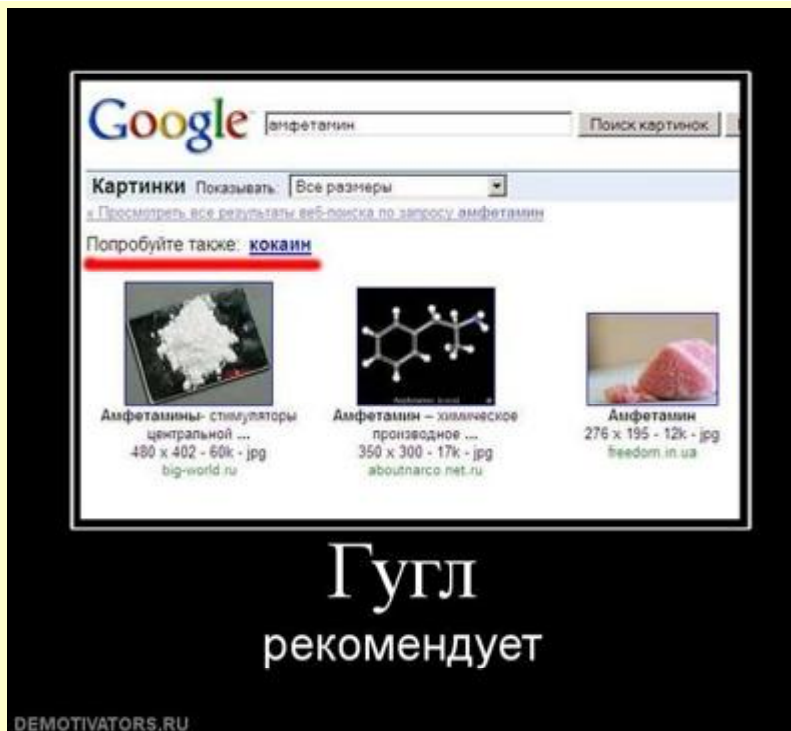 Google амфетамин Поиск картинок
Картинки Показывать: Все размеры
« Просмотреть все результаты веб-поиска по запросу амфетамин
Попробуйте также: кокаин
Амфетамины- стимуляторы
центральной ...
480 x 402 - 60k - jpg
big-world.ru
Амфетамин – химическое
производное ...
350 x 300 - 17k - jpg
aboutnarco.net.ru
Амфетамин
276 x 195 - 12k - jpg
freedom.in.ua
Гугл
рекомендует
DEMOTIVATORS.RU